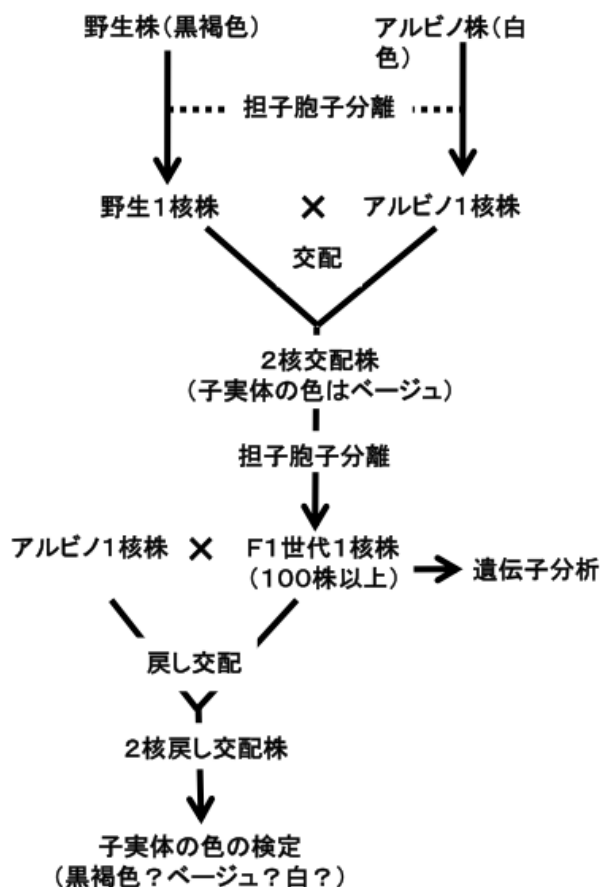 野生株(黒褐色)
アルビノ株(白
色)
担子胞子分離
野生1核株 × アルビノ1核株
交配
2核交配株
(子実体の色はベージュ)
担子胞子分離
アルビノ1核株 × F1世代1核株
(100株以上)
遺伝子分析
戻し交配
2核戻し交配株
子実体の色の検定
(黒褐色?ベージュ?白?)